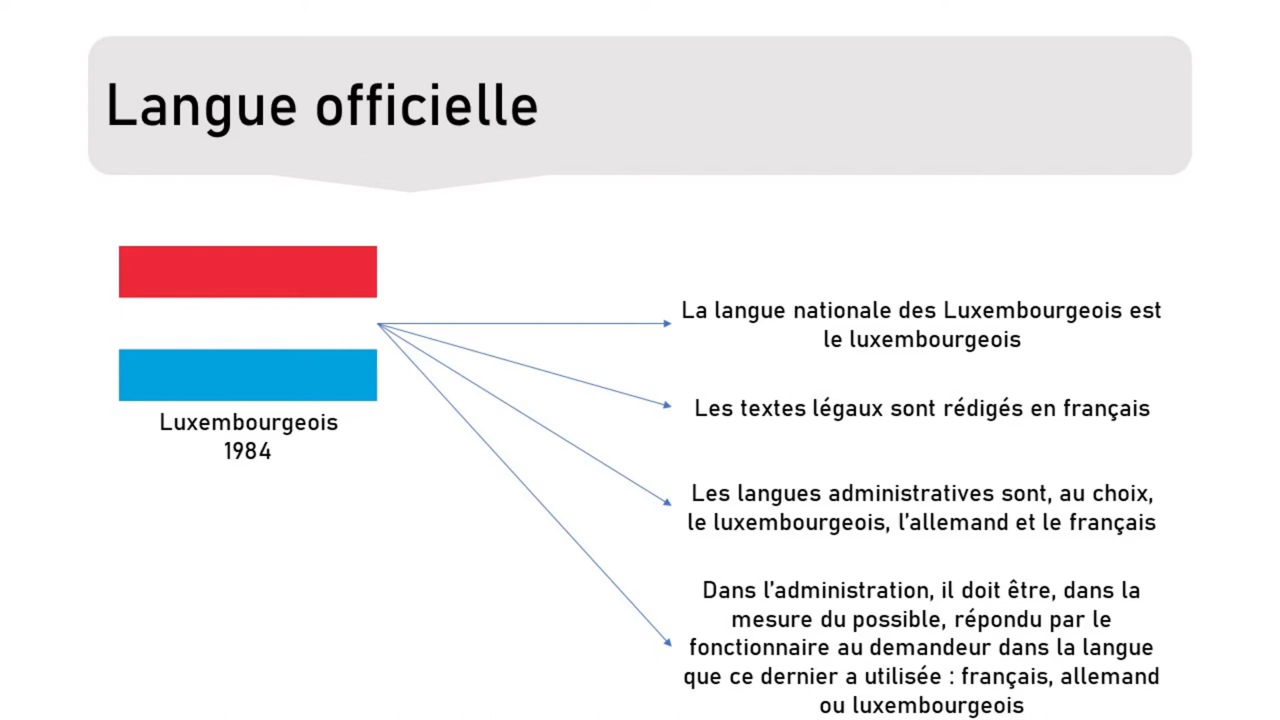 Langue officielle
Luxembourgeois
1984
La langue nationale des Luxembourgeois est
le luxembourgeois
Les textes légaux sont rédigés en français
Les langues administratives sont, au choix,
le luxembourgeois, l’allemand et le français
Dans l’administration, il doit être, dans la
mesure du possible, répondu par le
fonctionnaire au demandeur dans la langue
que ce dernier a utilisée : français, allemand
ou luxembourgeois